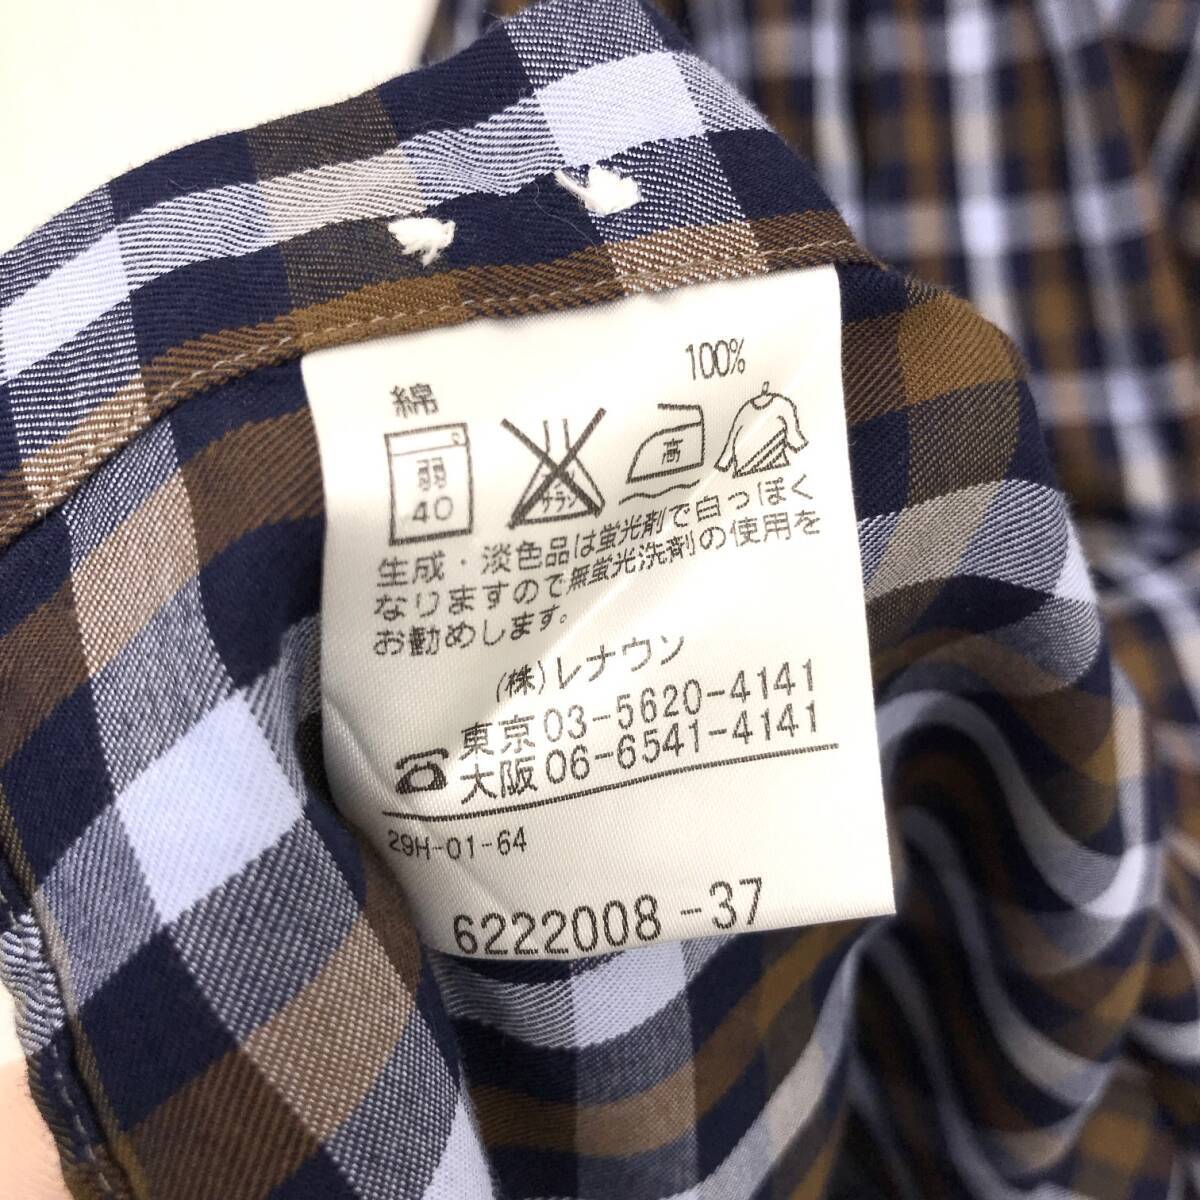 綿 100%
弱 サラシ 高
40
生成・淡色品は蛍光剤で白っぽく
なりますので無蛍光洗剤の使用を
お勧めします。
(株)レナウン
東京03-5620-4141
大阪06-6541-4141
29H-01-64
6222008-37